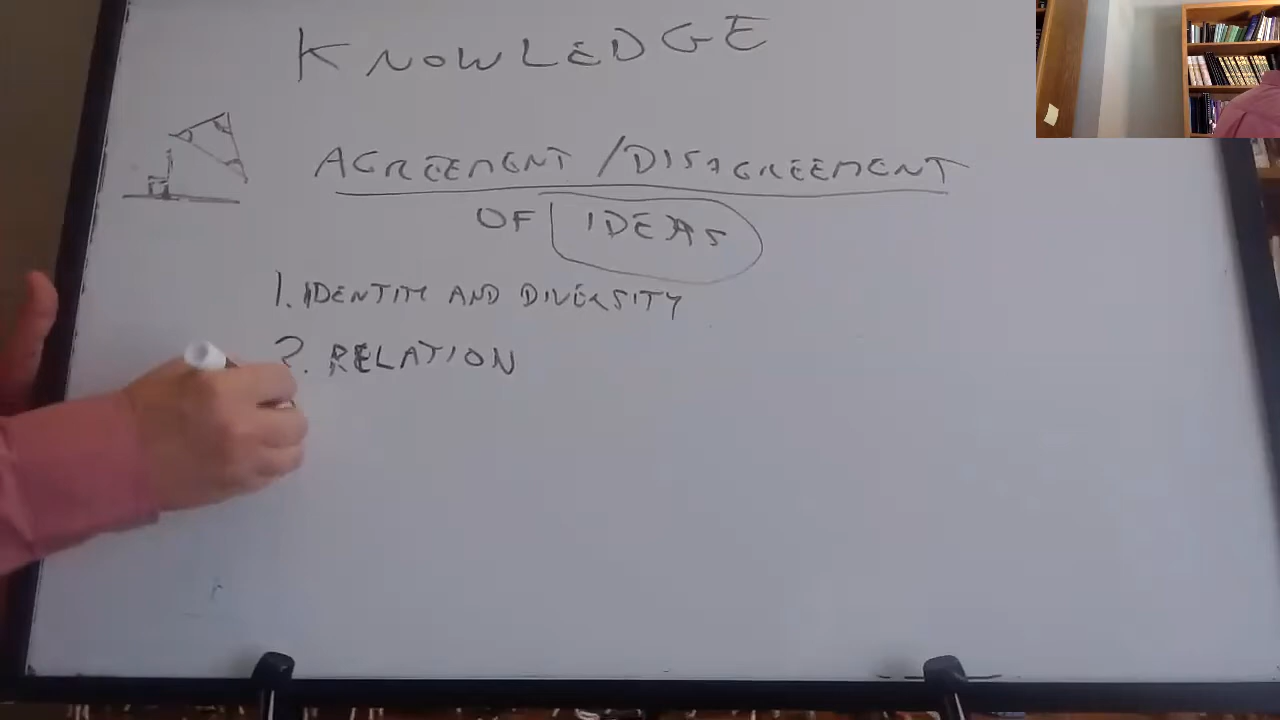 KNOWLEDGE
AGREEMENT / DISAGREEMENT
OF IDEAS
1. IDENTITY AND DIVERSITY
2. RELATION